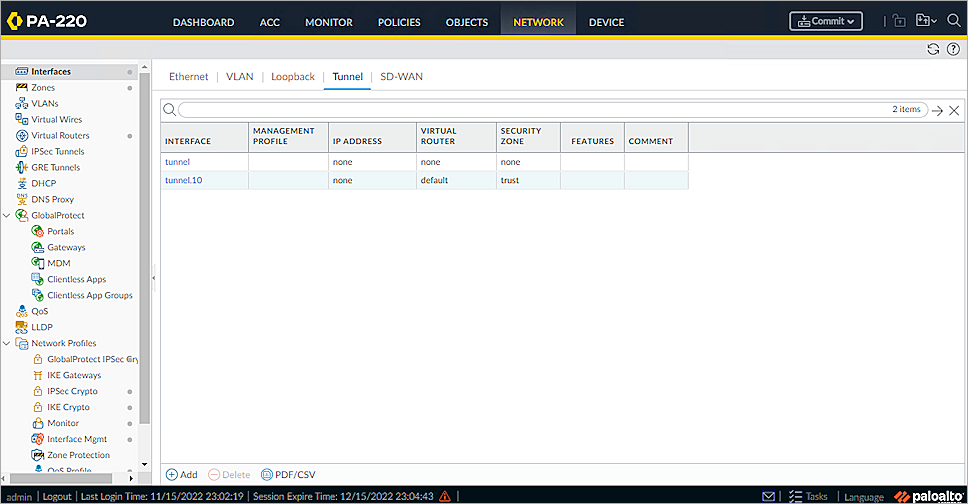 PA-220 DASHBOARD ACC MONITOR POLICIES OBJECTS NETWORK DEVICE Commit
Interfaces
Zones
VLANs
Virtual Wires
Virtual Routers
IPSec Tunnels
GRE Tunnels
DHCP
DNS Proxy
GlobalProtect
Portals
Gateways
MDM
Clientless Apps
Clientless App Groups
QoS
LLDP
Network Profiles
GlobalProtect IPSec Cry
IKE Gateways
IPSec Crypto
IKE Crypto
Monitor
Interface Mgmt
Zone Protection
QoS Profile
Ethernet VLAN Loopback Tunnel SD-WAN
2 items
INTERFACE MANAGEMENT PROFILE IP ADDRESS VIRTUAL ROUTER SECURITY ZONE FEATURES COMMENT
tunnel none none none
tunnel.10 none default trust
Add Delete PDF/CSV
admin | Logout | Last Login Time: 11/15/2022 23:02:19 | Session Expire Time: 12/15/2022 23:04:43 | Tasks | Language paloalto